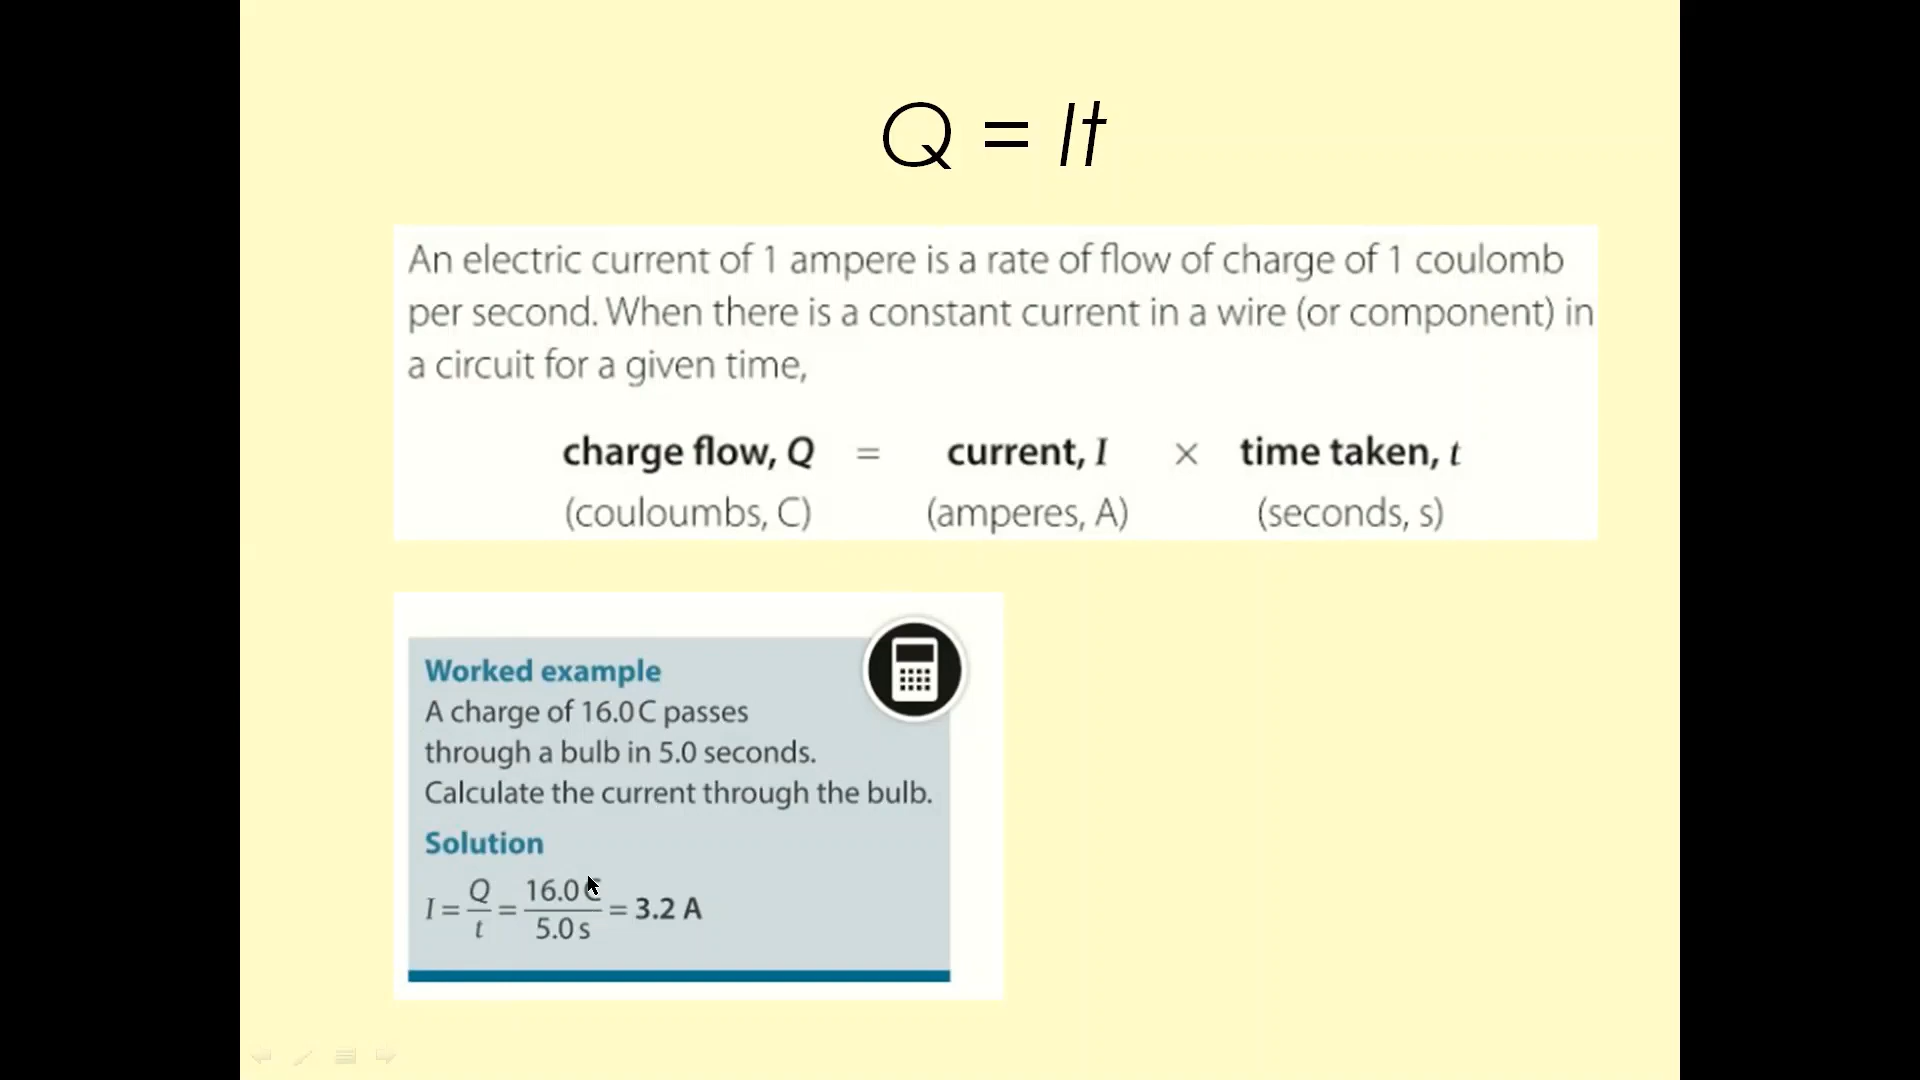 Q = It
An electric current of 1 ampere is a rate of flow of charge of 1 coulomb
per second. When there is a constant current in a wire (or component) in
a circuit for a given time,
charge flow, Q = current, I × time taken, t
(couloumbs, C) (amperes, A) (seconds, s)
Worked example
A charge of 16.0 C passes
through a bulb in 5.0 seconds.
Calculate the current through the bulb.
Solution
I = Q/t = 16.0 C/5.0 s = 3.2 A